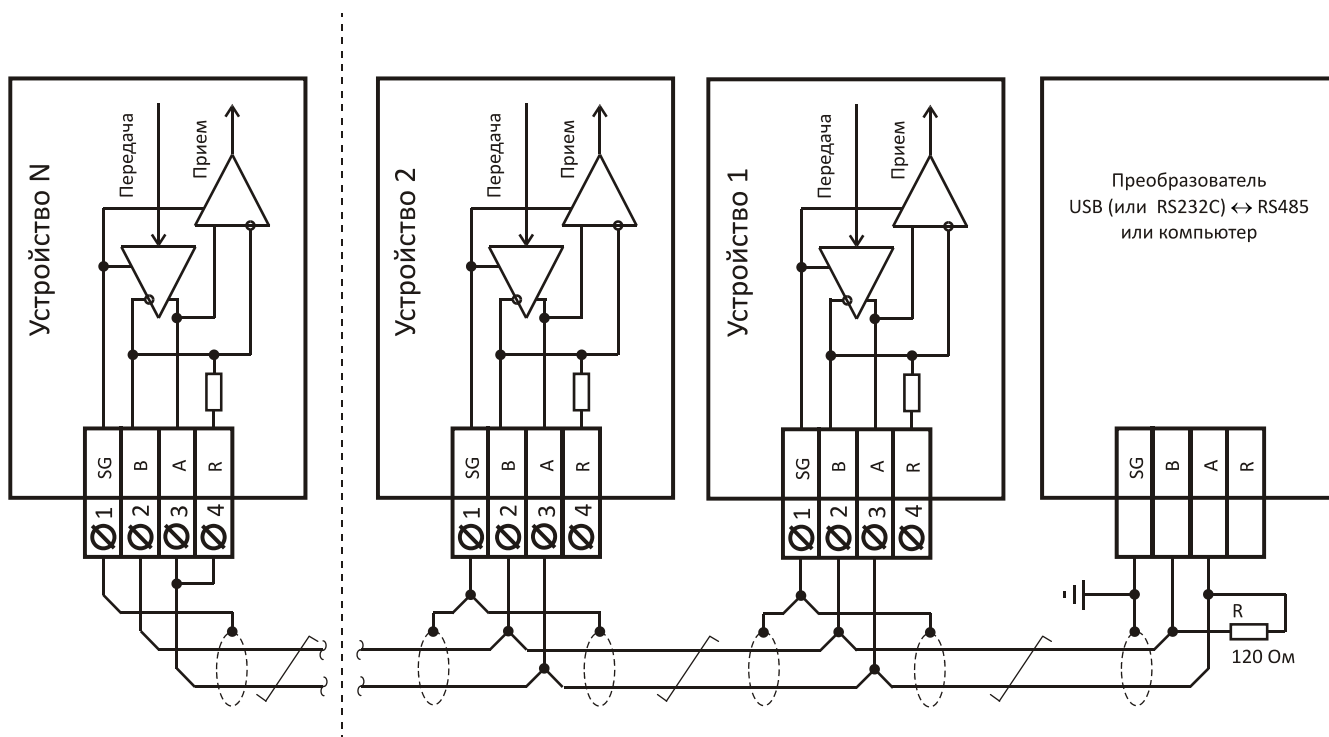 Устройство N
Передача
Прием
SG
B
A
R
1
2
3
4
Устройство 2
Передача
Прием
SG
B
A
R
1
2
3
4
Устройство 1
Передача
Прием
SG
B
A
R
1
2
3
4
Преобразователь
USB (или RS232C) ↔ RS485
или компьютер
SG
B
A
R
R
120 Ом